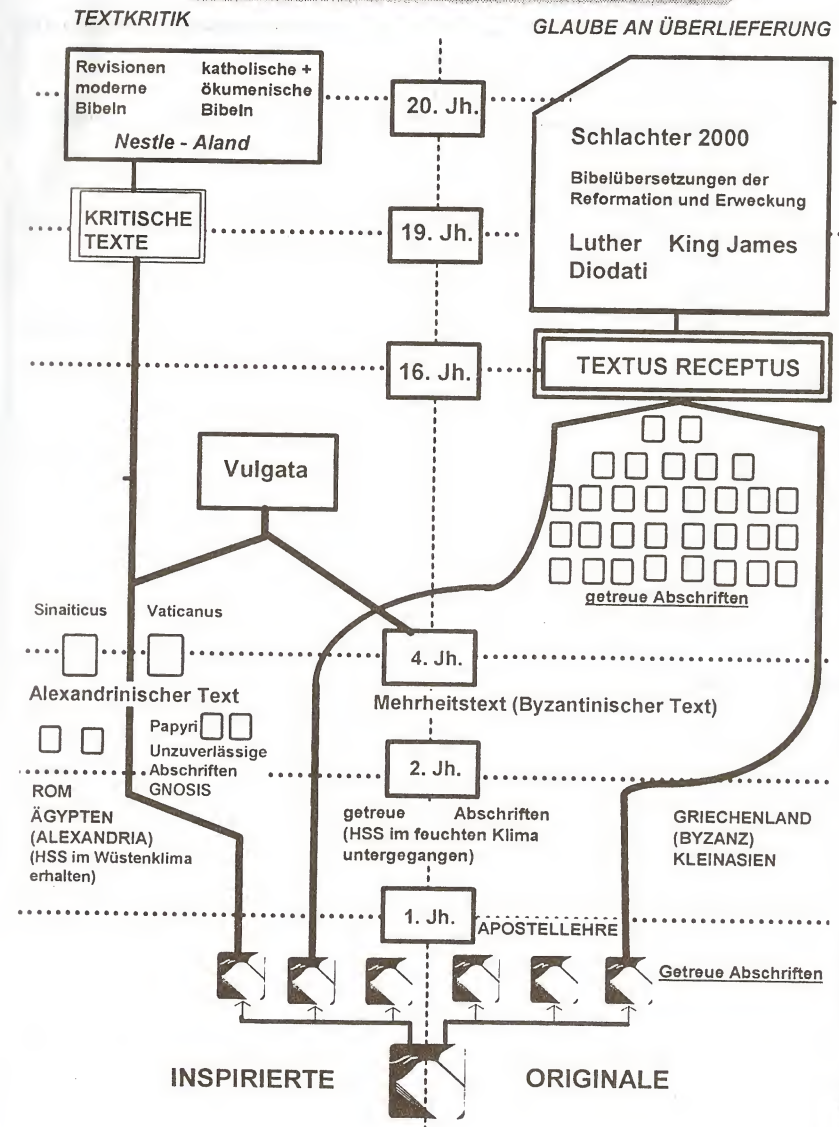 TEXTKRITIK
GLAUBE AN ÜBERLIEFERUNG
Revisionen
moderne
Bibeln
katholische +
ökumenische
Bibeln
Nestle - Aland
20. Jh.
Schlachter 2000
Bibelübersetzungen der
Reformation und Erweckung
Luther King James
Diodati
KRITISCHE
TEXTE
19. Jh.
16. Jh.
TEXTUS RECEPTUS
Vulgata
getreue Abschriften
Sinaiticus
Vaticanus
4. Jh.
Alexandrinischer Text
Mehrheitstext (Byzantinischer Text)
Papyri
Unzuverlässige
Abschriften
GNOSIS
2. Jh.
ROM
ÄGYPTEN
(ALEXANDRIA)
(HSS im Wüstenklima
erhalten)
getreue Abschriften
(HSS im feuchten Klima
untergegangen)
GRIECHENLAND
(BYZANZ)
KLEINASIEN
1. Jh.
APOSTELLEHRE
Getreue Abschriften
INSPIRIERTE ORIGINALE